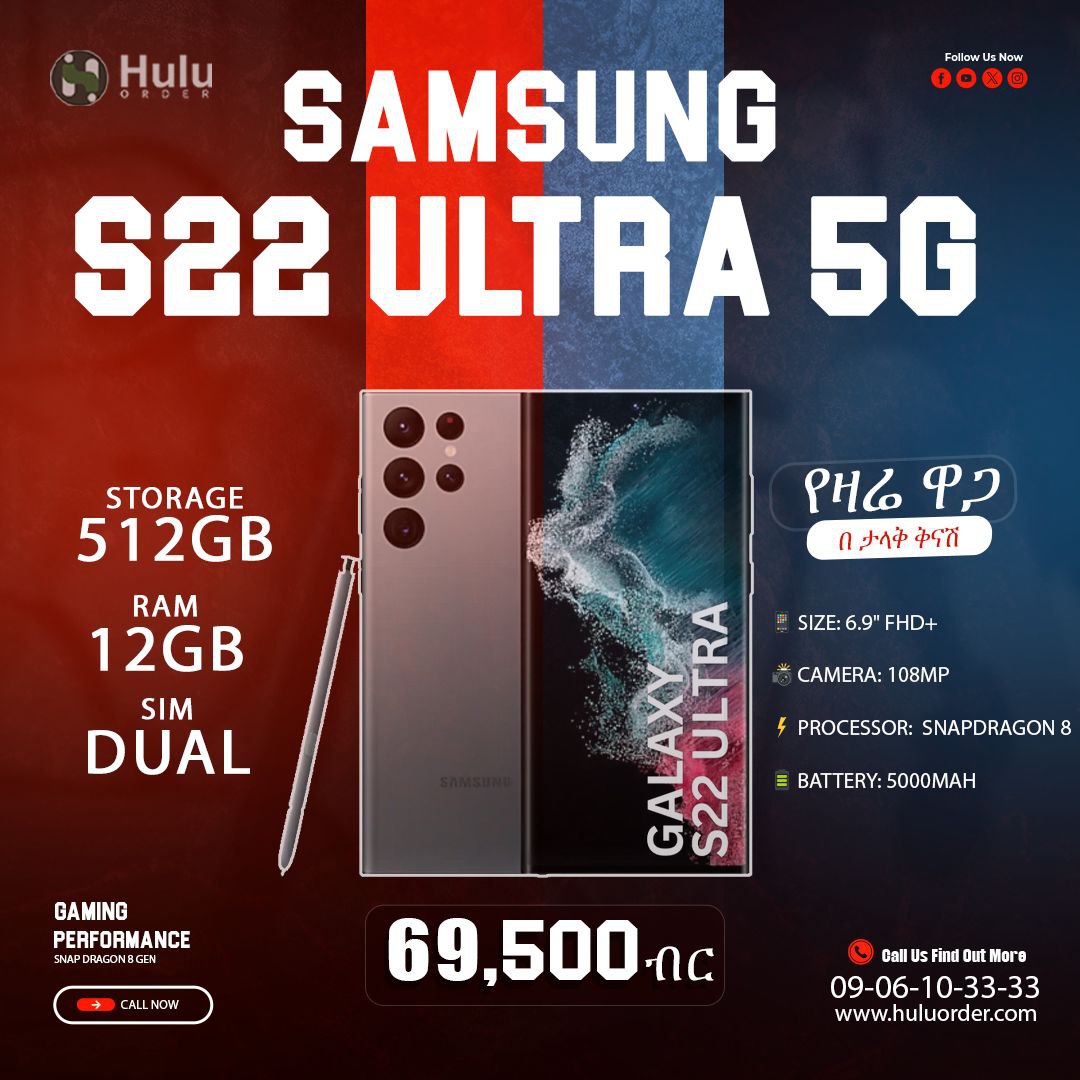 Hulu
ORDER
Follow Us Now
SAMSUNG
S22 ULTRA 5G
STORAGE
512GB
RAM
12GB
SIM
DUAL
SAMSUNG
GALAXY
S22 ULTRA
የዛሬ ዋጋ
በ ታላቅ ቅናሽ
SIZE: 6.9" FHD+
CAMERA: 108MP
PROCESSOR: SNAPDRAGON 8
BATTERY: 5000MAH
GAMING
PERFORMANCE
SNAP DRAGON 8 GEN
CALL NOW
69,500 ብር
Call Us Find Out More
09-06-10-33-33
www.huluorder.com